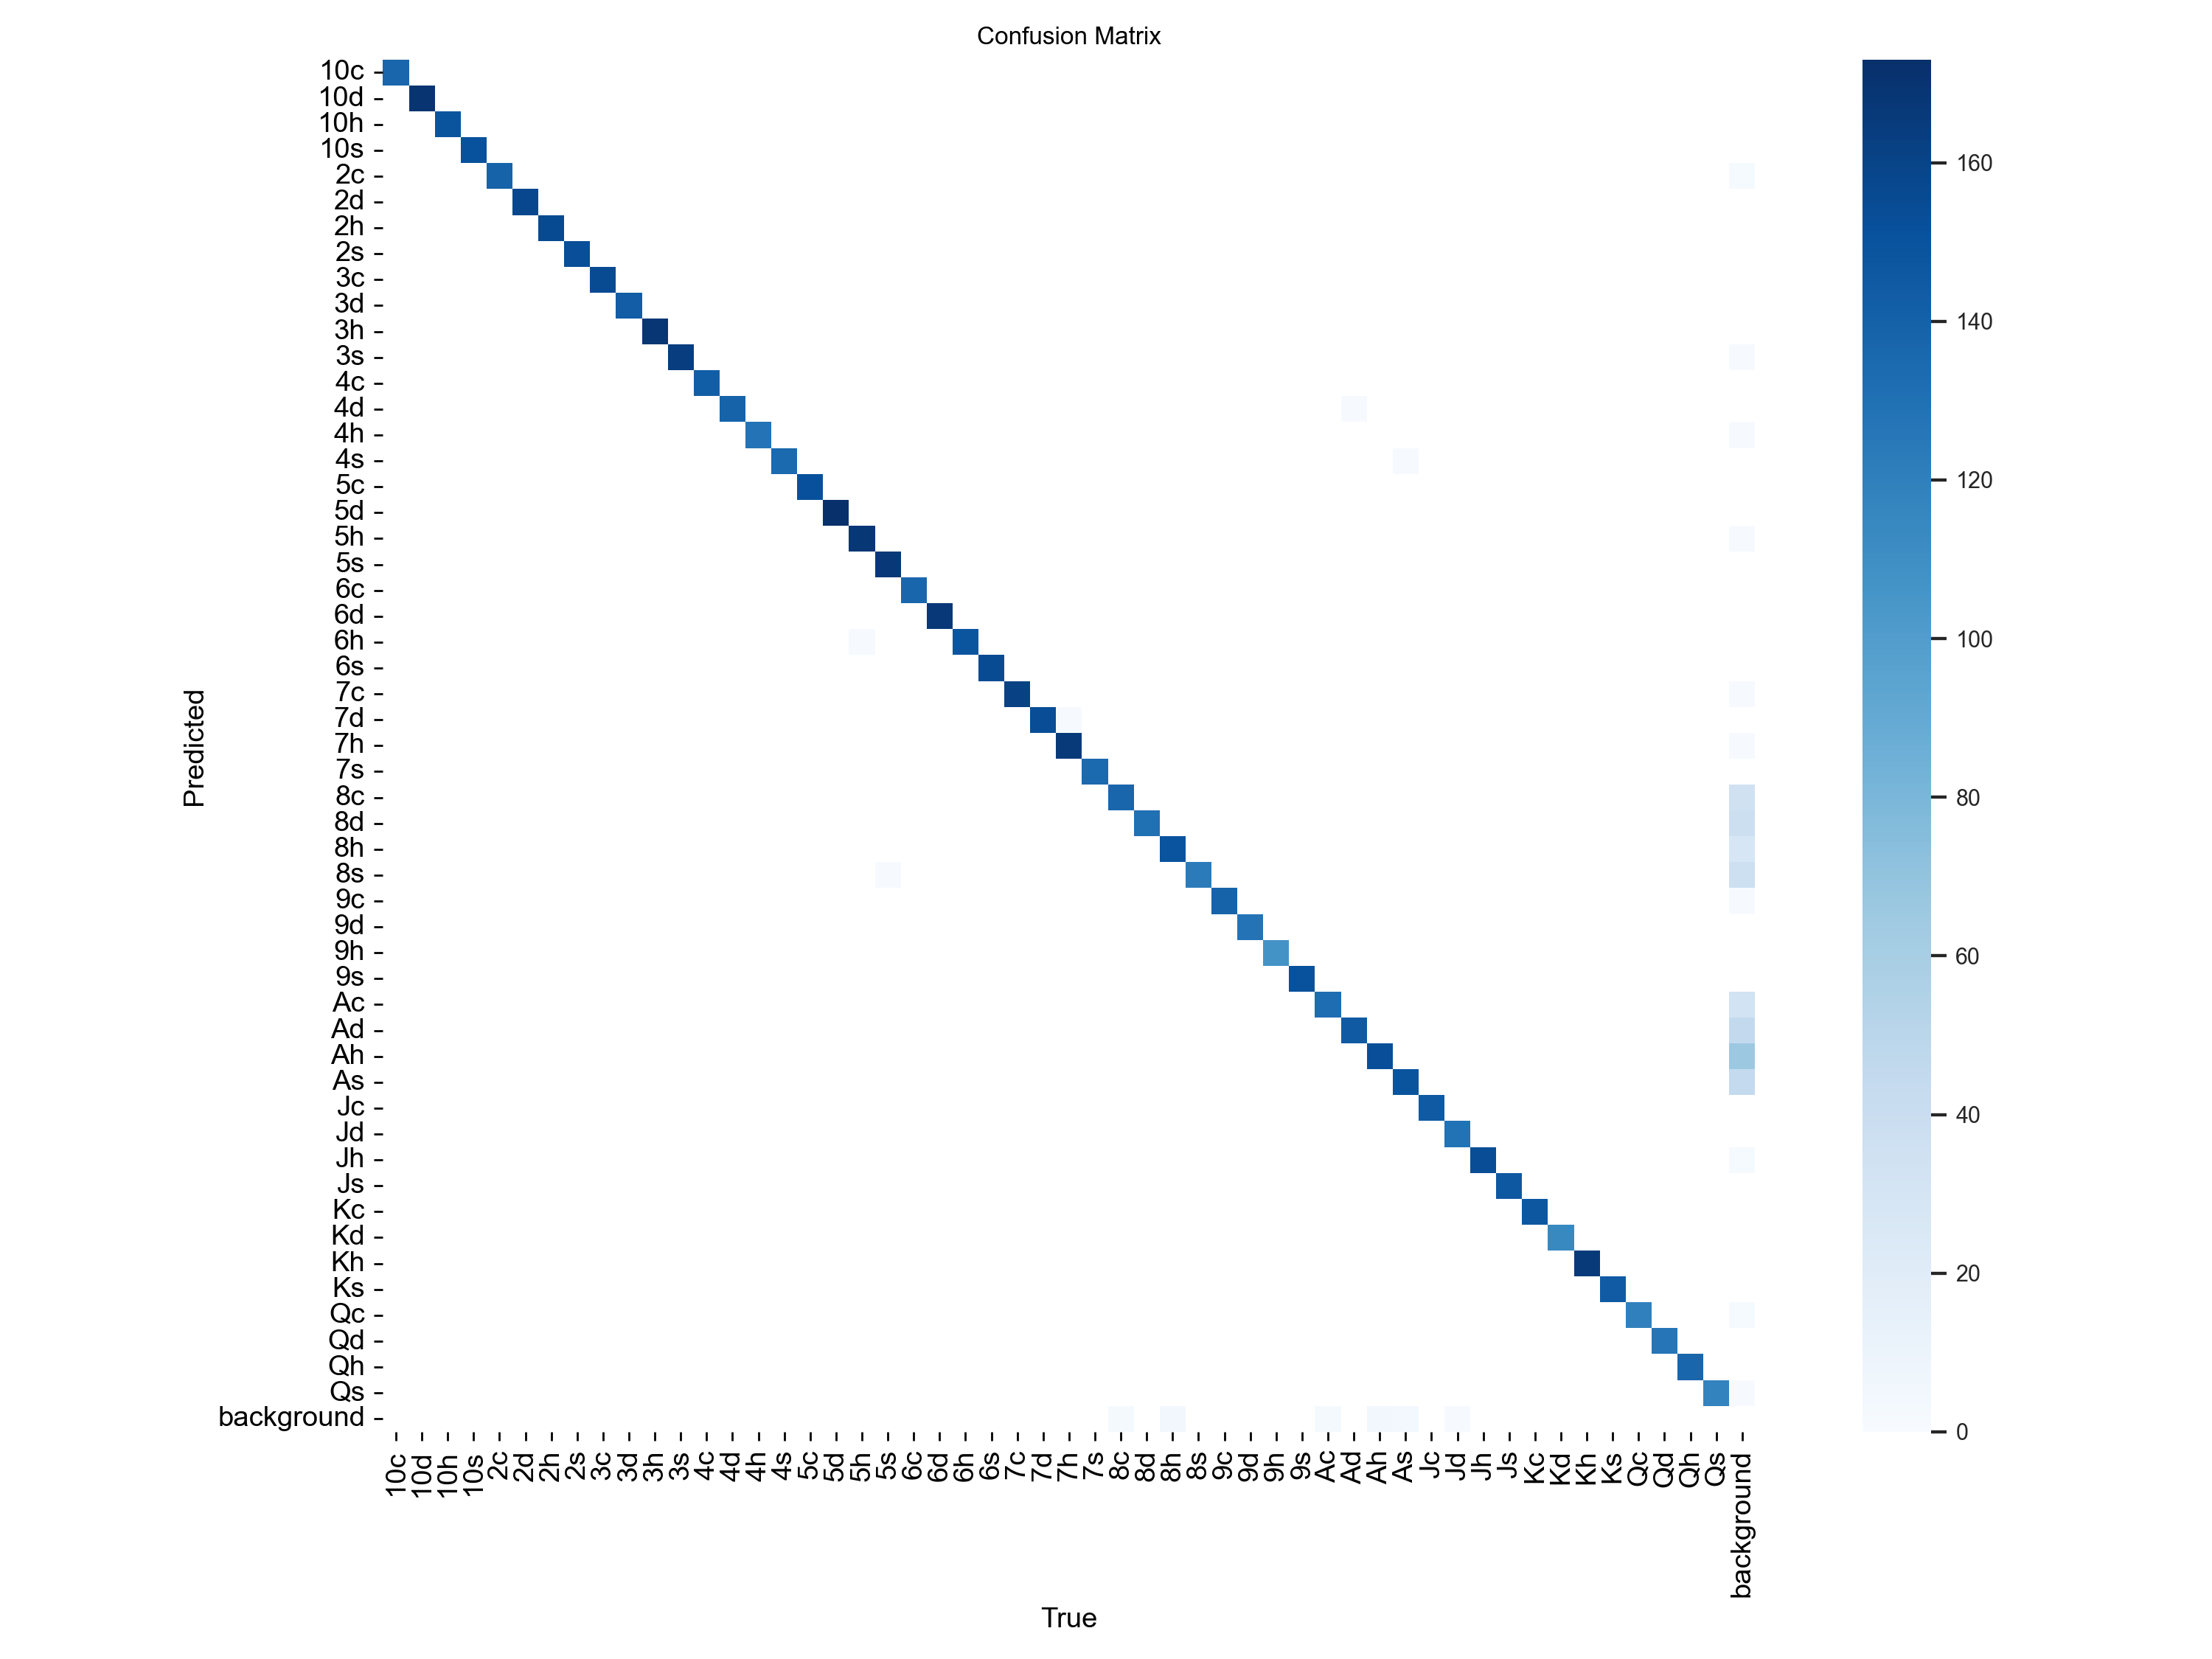 Confusion Matrix
10c
10d
10h
10s
2c
2d
2h
2s
3c
3d
3h
3s
4c
4d
4h
4s
5c
5d
5h
5s
6c
6d
6h
6s
7c
7d
7h
7s
8c
8d
8h
8s
9c
9d
9h
9s
Ac
Ad
Ah
As
Jc
Jd
Jh
Js
Kc
Kd
Kh
Ks
Qc
Qd
Qh
Qs
background
Predicted
10c 10d 10h 10s 2c 2d 2h 2s 3c 3d 3h 3s 4c 4d 4h 4s 5c 5d 5h 5s 6c 6d 6h 6s 7c 7d 7h 7s 8c 8d 8h 8s 9c 9d 9h 9s Ac Ad Ah As Jc Jd Jh Js Kc Kd Kh Ks Qc Qd Qh Qs background
True
160
140
120
100
80
60
40
20
0